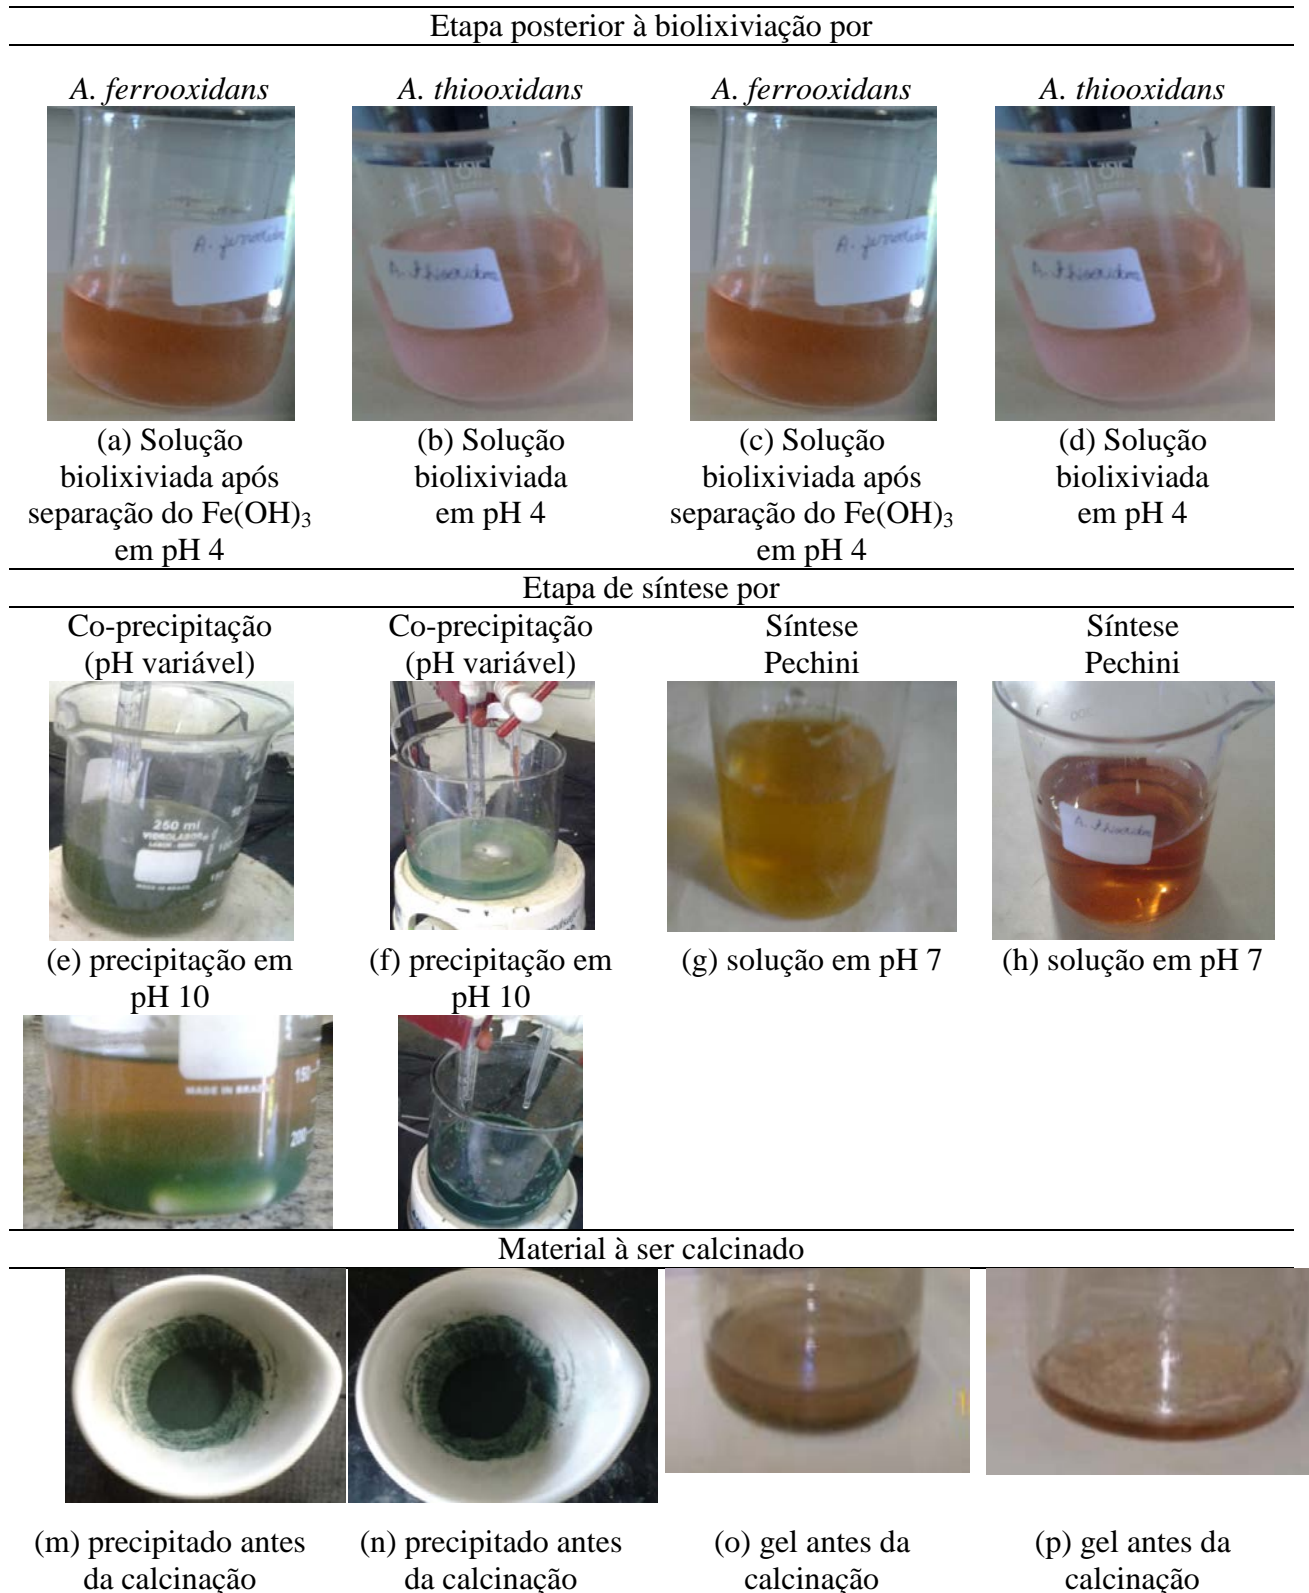 Etapa posterior à biolixiviação por
A. ferrooxidans
A. thiooxidans
A. ferrooxidans
A. thiooxidans
A. thiooxidans
A. thiooxidans
(a) Solução
biolixiviada após
separação do Fe(OH)₃
em pH 4
(b) Solução
biolixiviada
em pH 4
(c) Solução
biolixiviada após
separação do Fe(OH)₃
em pH 4
(d) Solução
biolixiviada
em pH 4
Etapa de síntese por
Co-precipitação
(pH variável)
Co-precipitação
(pH variável)
Síntese
Pechini
Síntese
Pechini
250 ml
MADE IN BRAZIL
(e) precipitação em
pH 10
(f) precipitação em
pH 10
(g) solução em pH 7
(h) solução em pH 7
MADE IN
150
200
Material à ser calcinado
(m) precipitado antes
da calcinação
(n) precipitado antes
da calcinação
(o) gel antes da
calcinação
(p) gel antes da
calcinação